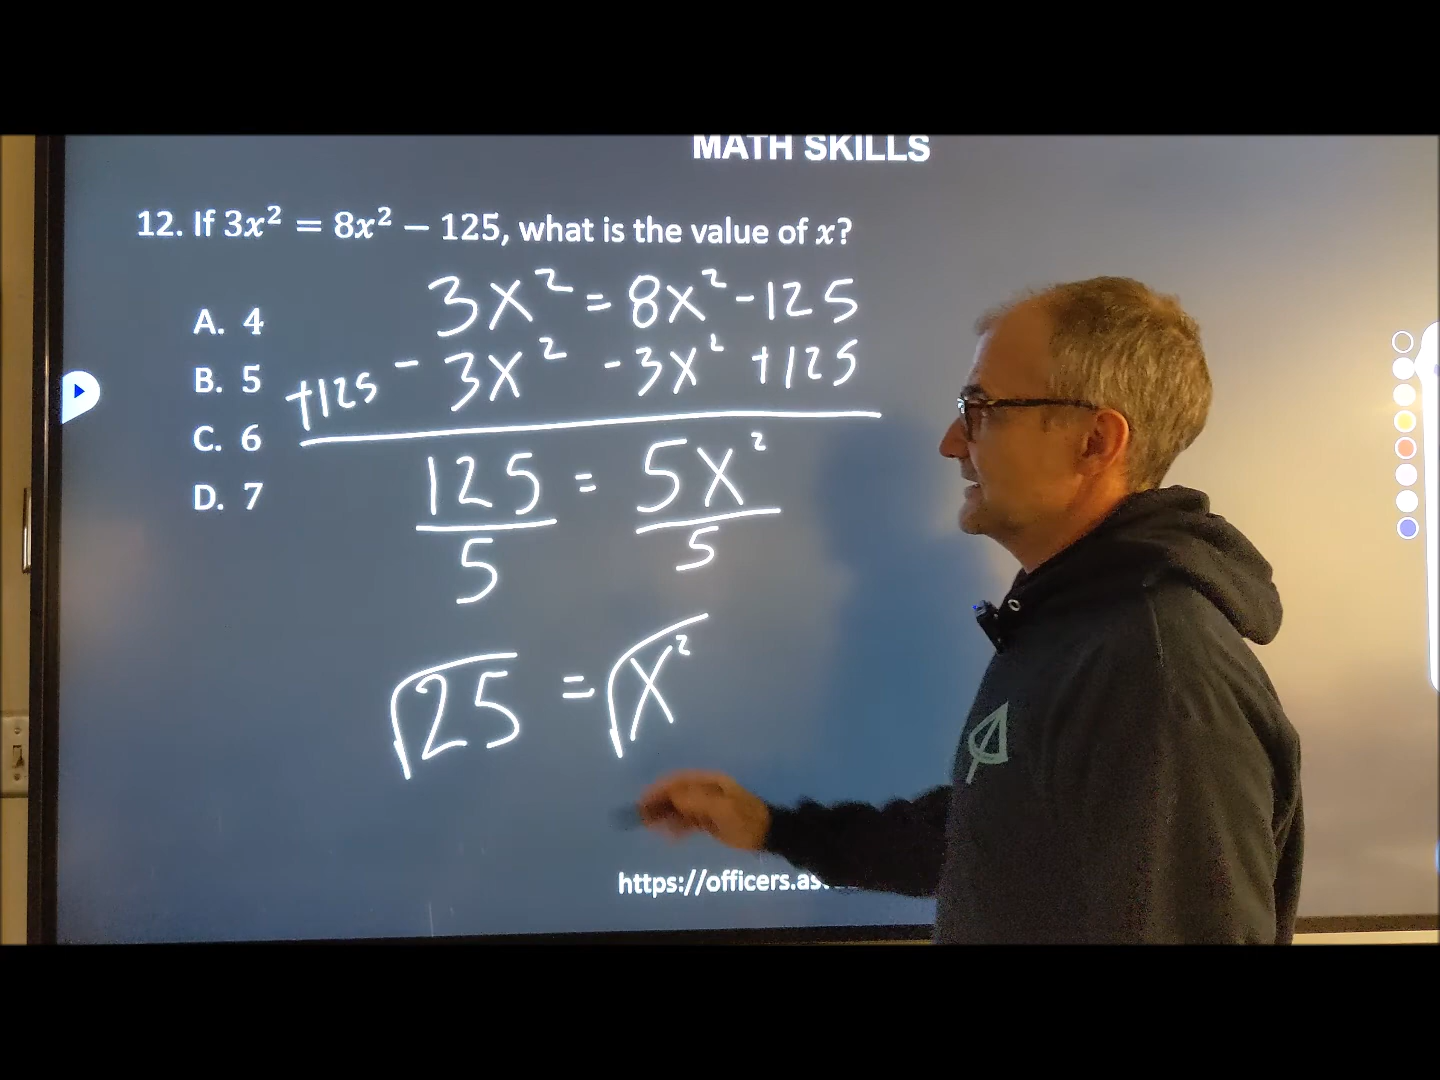 MATH SKILLS
12. If 3x² = 8x² – 125, what is the value of x?
A. 4
B. 5
C. 6
D. 7
3x² = 8x² - 125
+125 - 3x² - 3x² + 125
125 = 5x²
5 5
√25 = √x²
https://officers.as